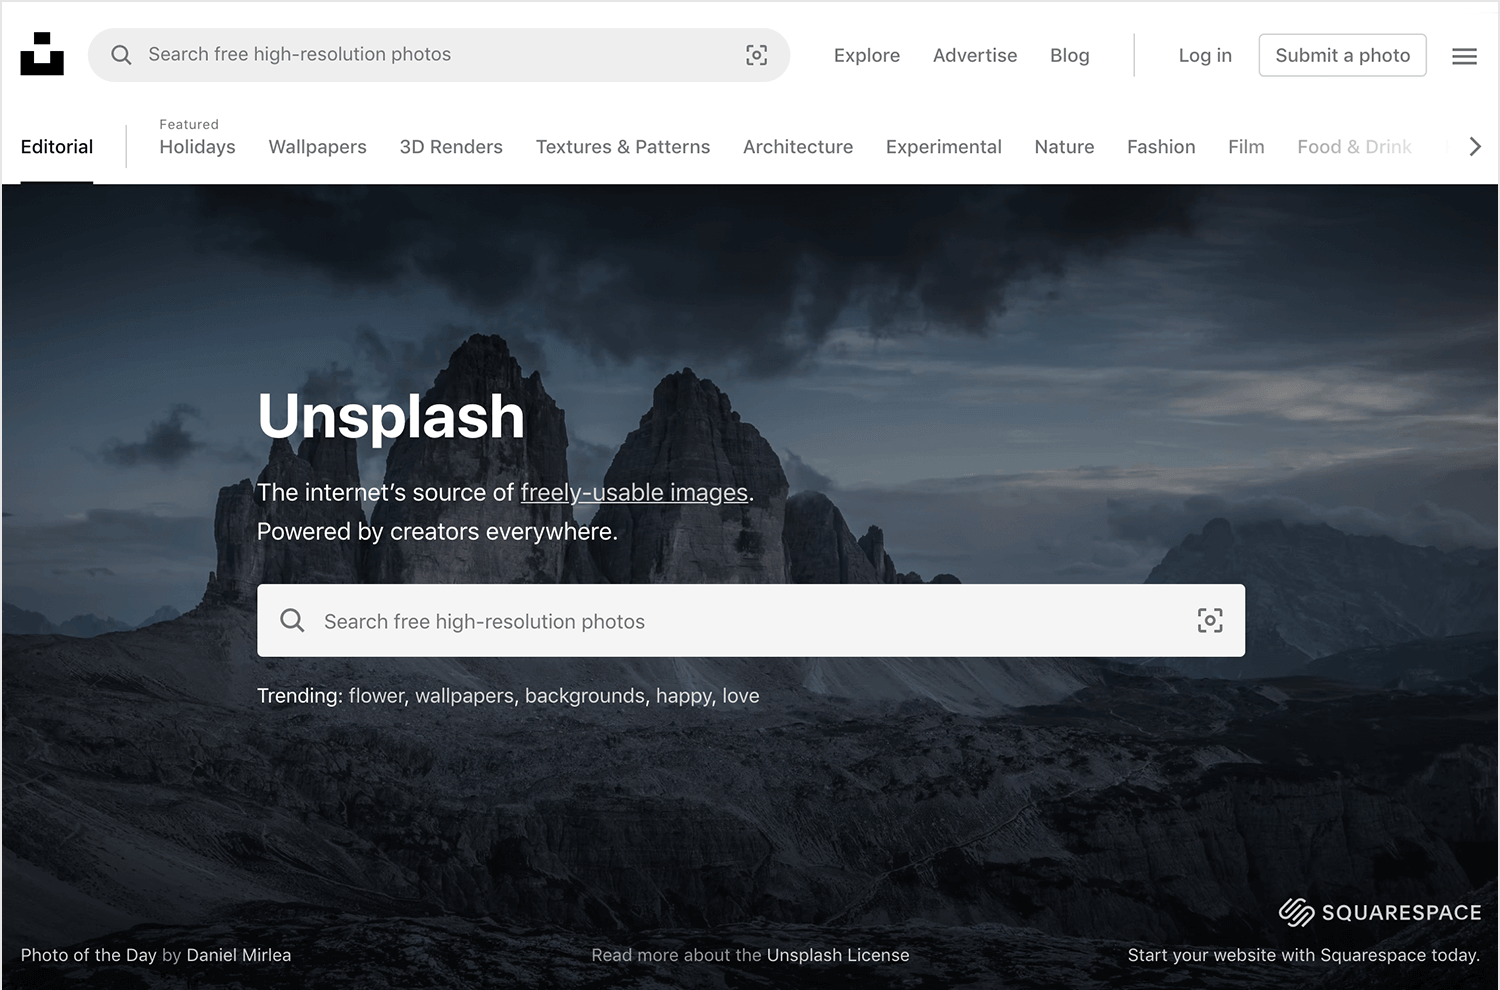 Search free high-resolution photos
Explore
Advertise
Blog
Log in
Submit a photo
Editorial
Featured
Holidays
Wallpapers
3D Renders
Textures & Patterns
Architecture
Experimental
Nature
Fashion
Film
Food & Drink
Unsplash
The internet’s source of freely-usable images.
Powered by creators everywhere.
Search free high-resolution photos
Trending: flower, wallpapers, backgrounds, happy, love
SQUARESPACE
Photo of the Day by Daniel Mirlea
Read more about the Unsplash License
Start your website with Squarespace today.